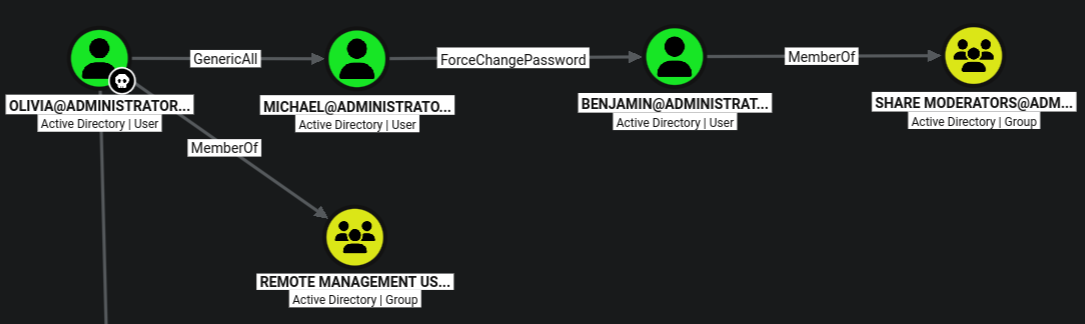 GenericAll
ForceChangePassword
MemberOf
OLIVIA@ADMINISTRATOR...
Active Directory | User
MICHAEL@ADMINISTRATO...
Active Directory | User
BENJAMIN@ADMINISTRAT...
Active Directory | User
SHARE MODERATORS@ADM...
Active Directory | Group
MemberOf
REMOTE MANAGEMENT US...
Active Directory | Group